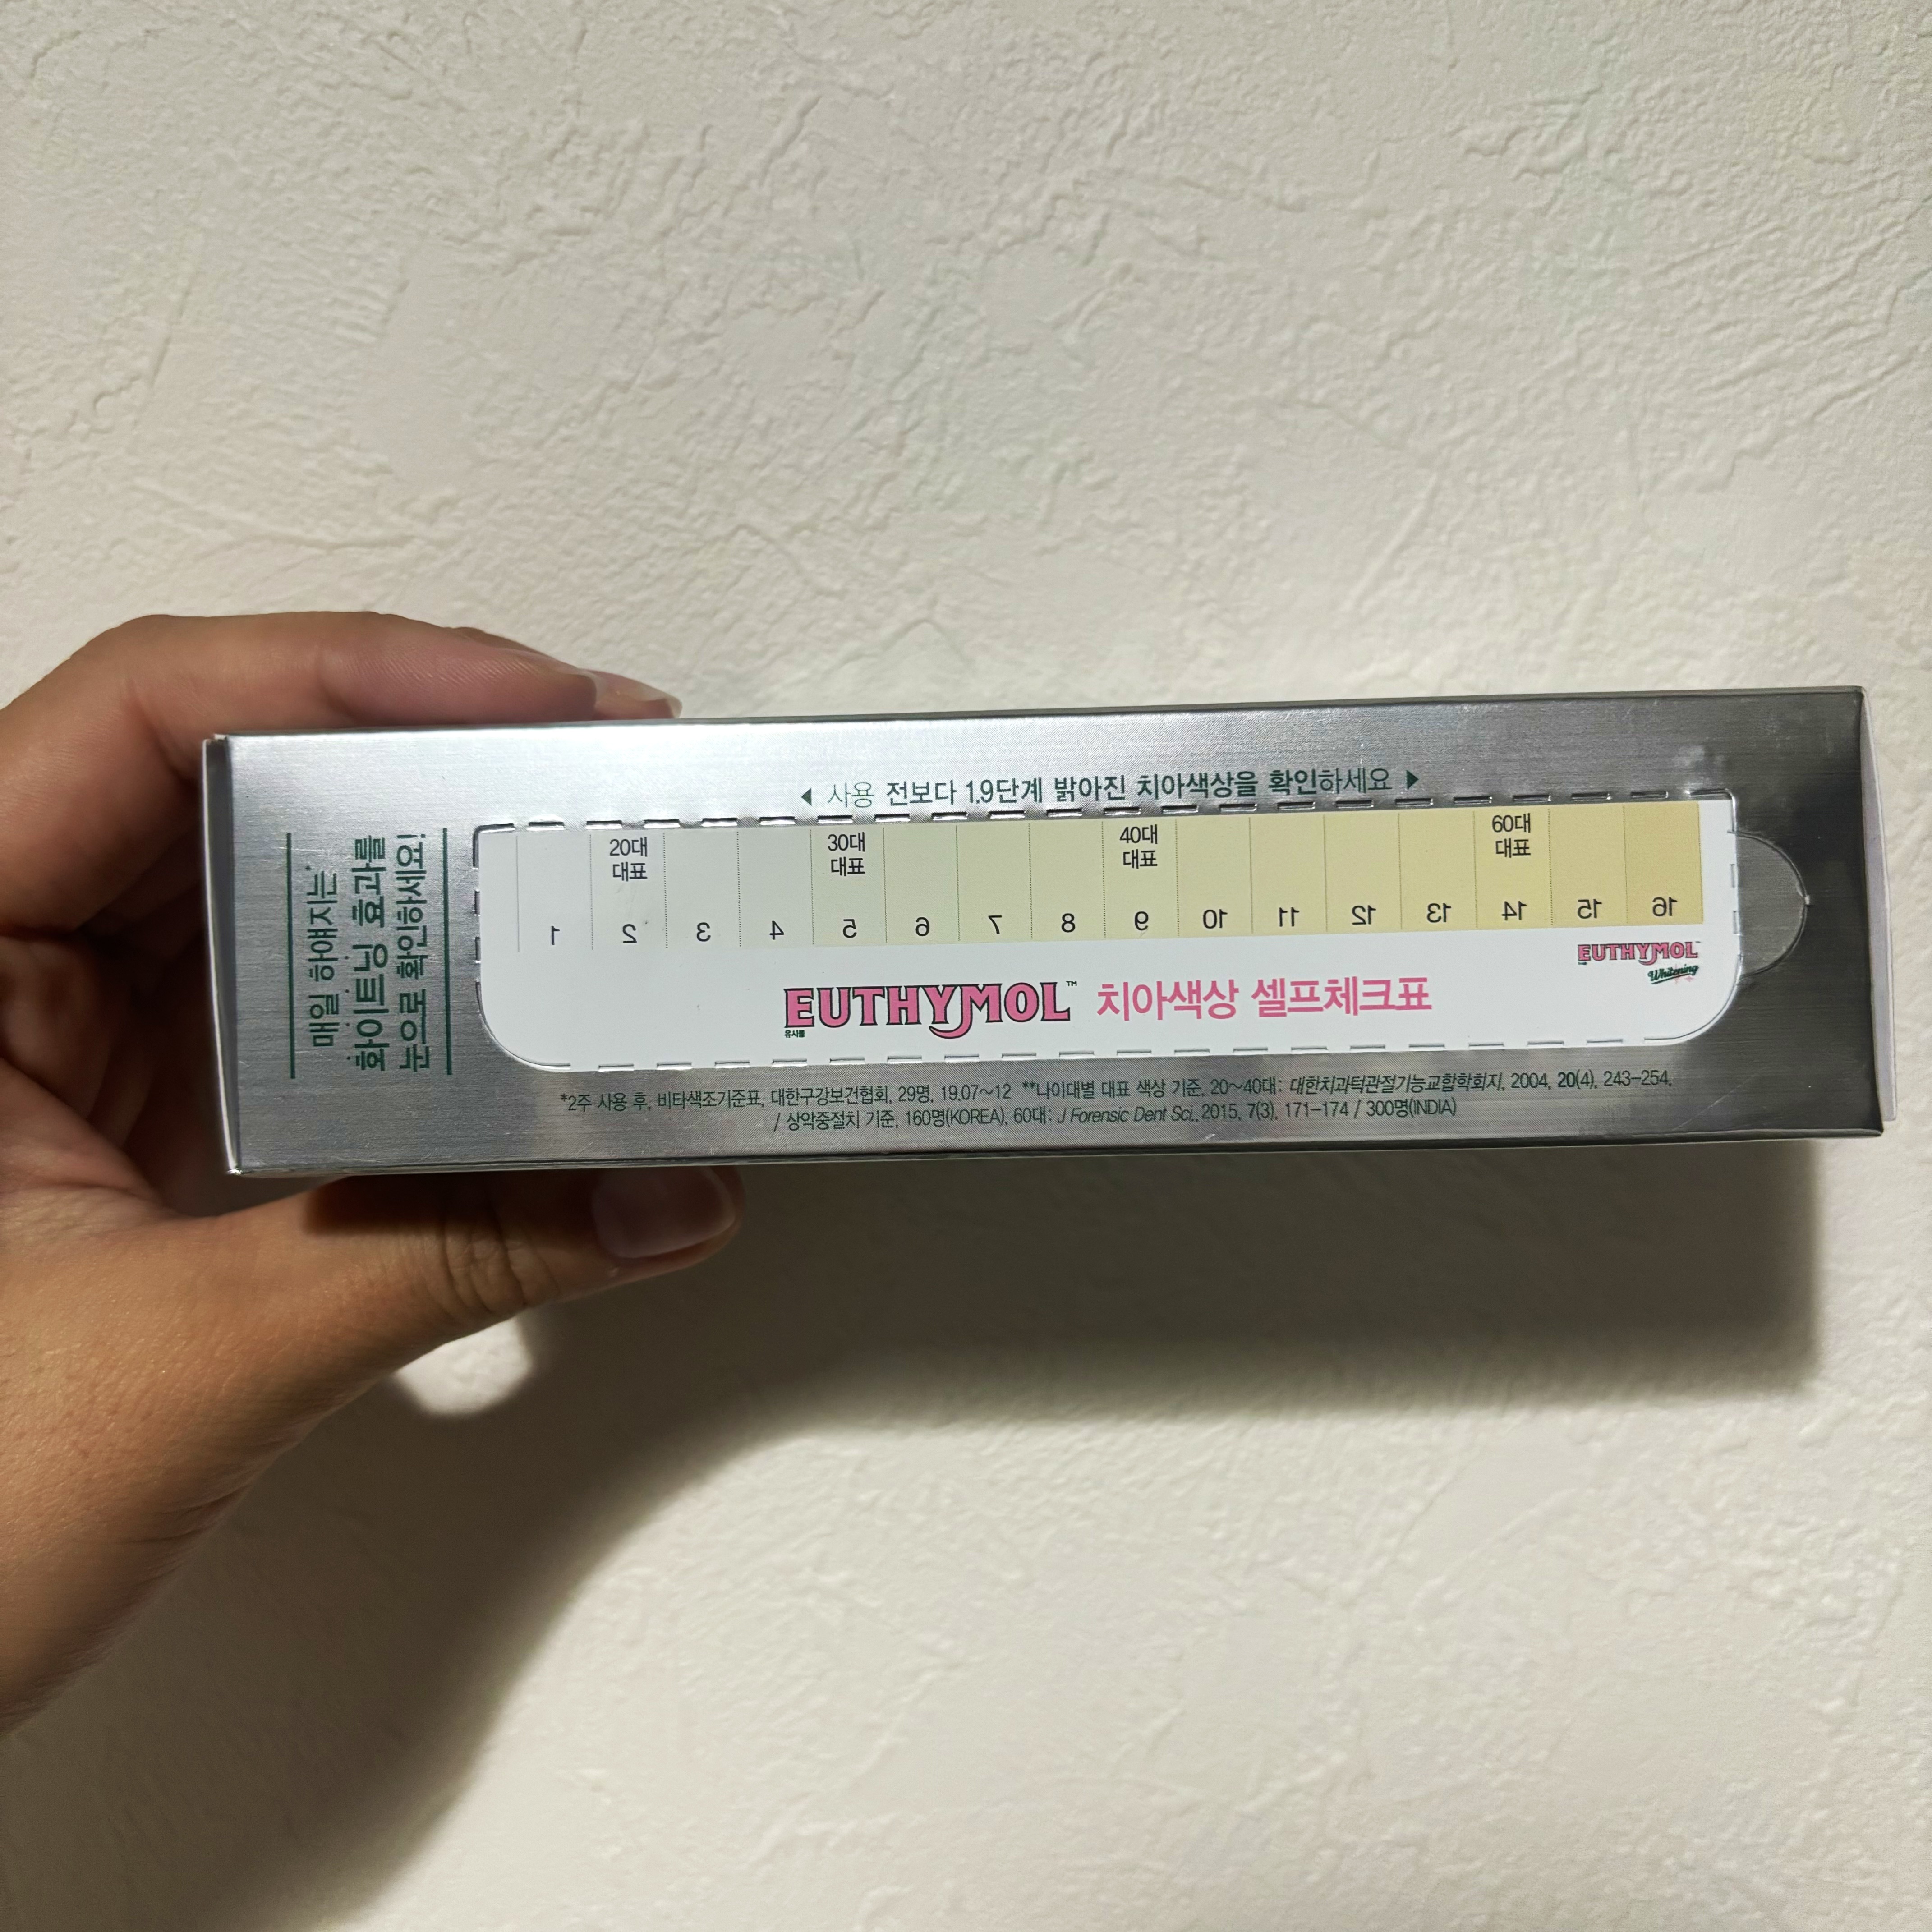 매일 하얘지는*
화이트닝 효과를
눈으로 확인하세요!
◀ 사용 전보다 1.9단계 밝아진 치아색상을 확인하세요 ▶
20대 대표 30대 대표 40대 대표 60대 대표
1 2 3 4 5 6 7 8 9 10 11 12 13 14 15 16
EUTHYMOL
Whitening
EUTHYMOL™ 치아색상 셀프체크표
유시몰
*2주 사용 후, 비타색조기준표, 대한구강보건협회, 29명, 19.07~12 **나이대별 대표 색상 기준, 20~40대: 대한치과턱관절기능교합학회지, 2004, 20(4), 243-254.
/ 상악중절치 기준, 160명(KOREA), 60대: J Forensic Dent Sci., 2015, 7(3), 171-174 / 300명(INDIA)